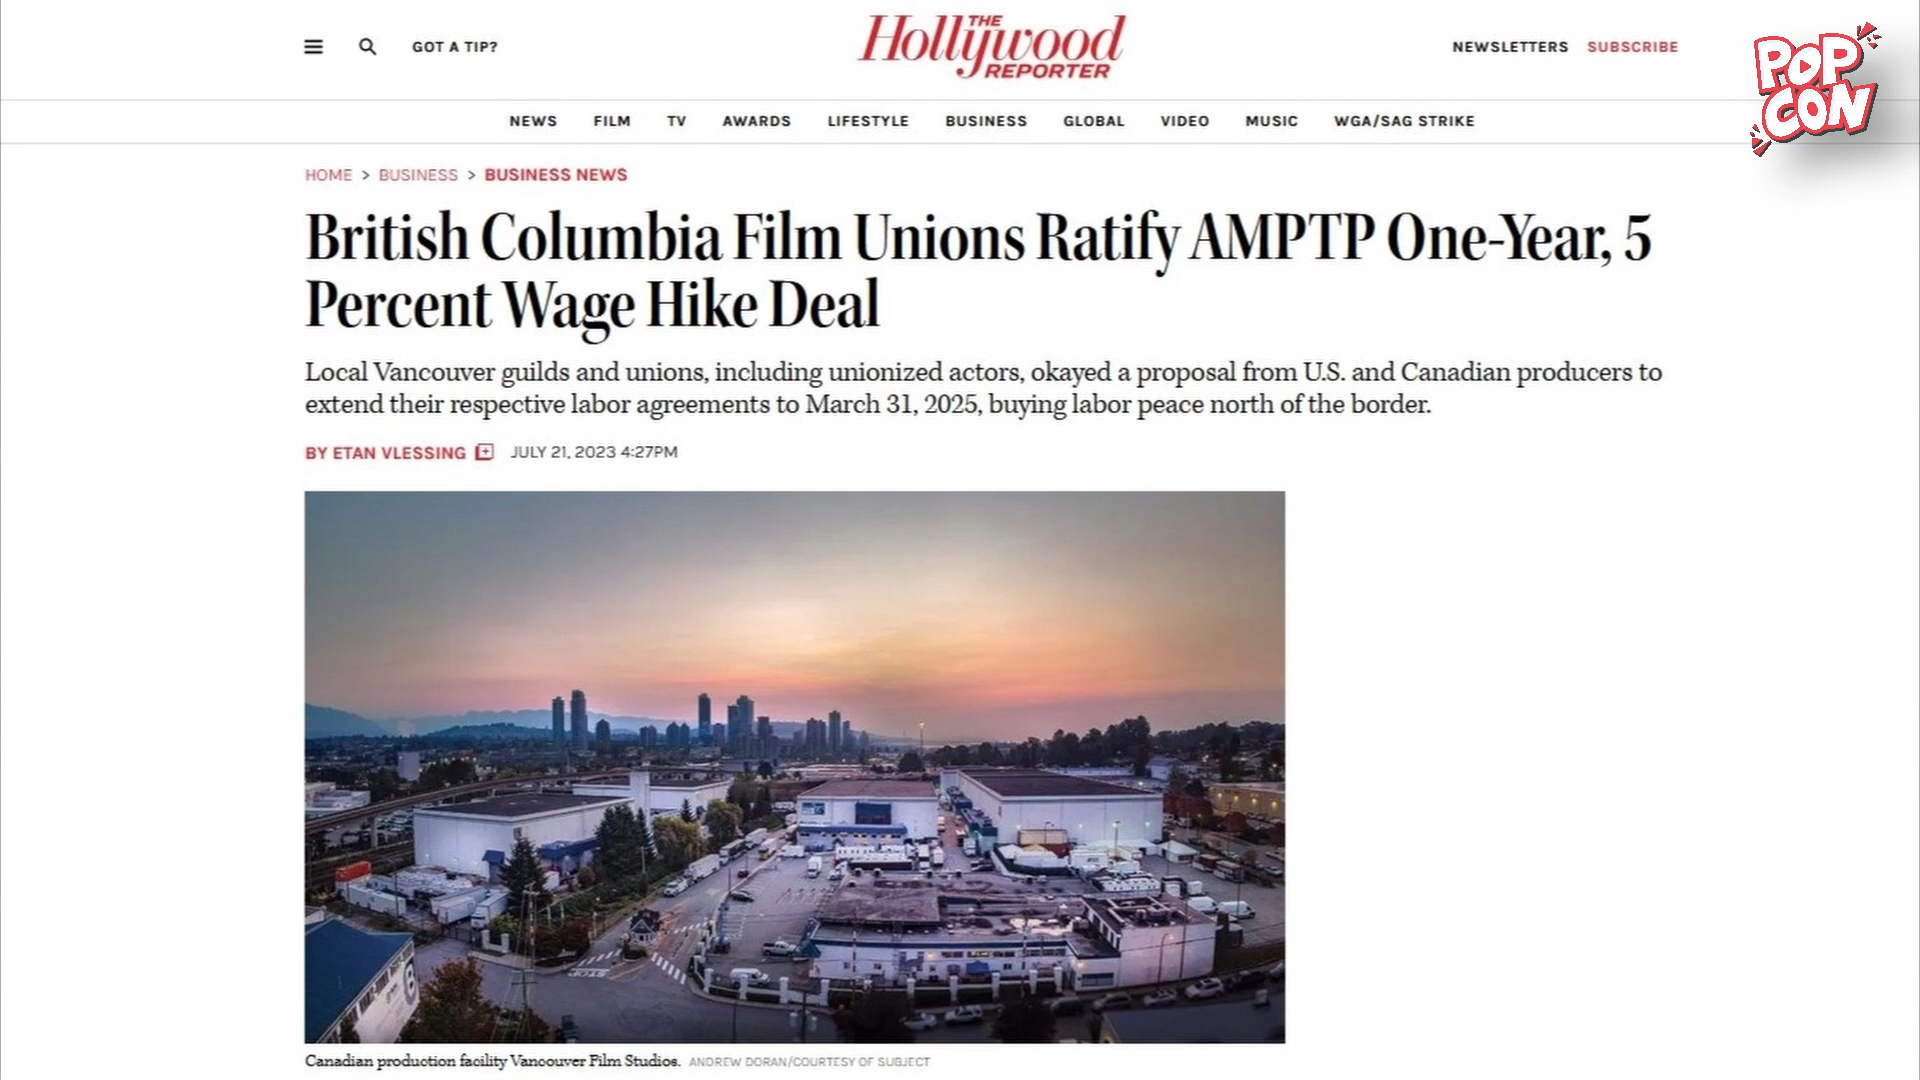 GOT A TIP?
THE
Hollywood
REPORTER
NEWSLETTERS SUBSCRIBE
POP
CON
NEWS FILM TV AWARDS LIFESTYLE BUSINESS GLOBAL VIDEO MUSIC WGA/SAG STRIKE
HOME > BUSINESS > BUSINESS NEWS
British Columbia Film Unions Ratify AMPTP One-Year, 5
Percent Wage Hike Deal
Local Vancouver guilds and unions, including unionized actors, okayed a proposal from U.S. and Canadian producers to
extend their respective labor agreements to March 31, 2025, buying labor peace north of the border.
BY ETAN VLESSING JULY 21, 2023 4:27PM
STOP
Canadian production facility Vancouver Film Studios. ANDREW DORAN/COURTESY OF SUBJECT